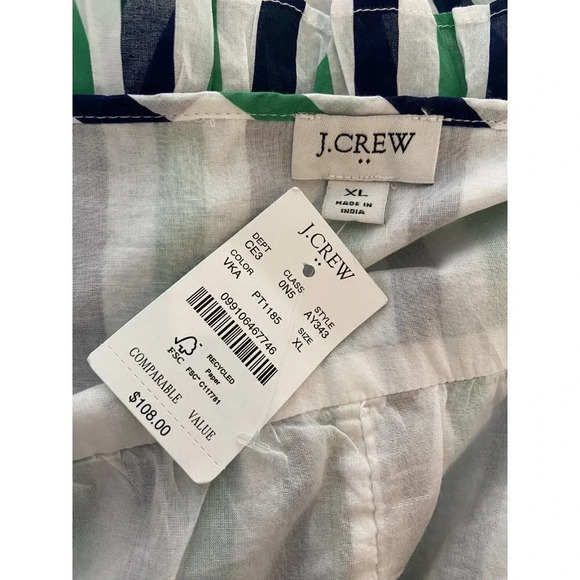 J.CREW
XL
MADE IN
INDIA
J.CREW
DEPT CLASS STYLE
CE3 0N5 AY343
COLOR SIZE
VKA PT1185 XL
099106467746
FSC
RECYCLED
Paper
FSC® C117781
COMPARABLE VALUE
$108.00